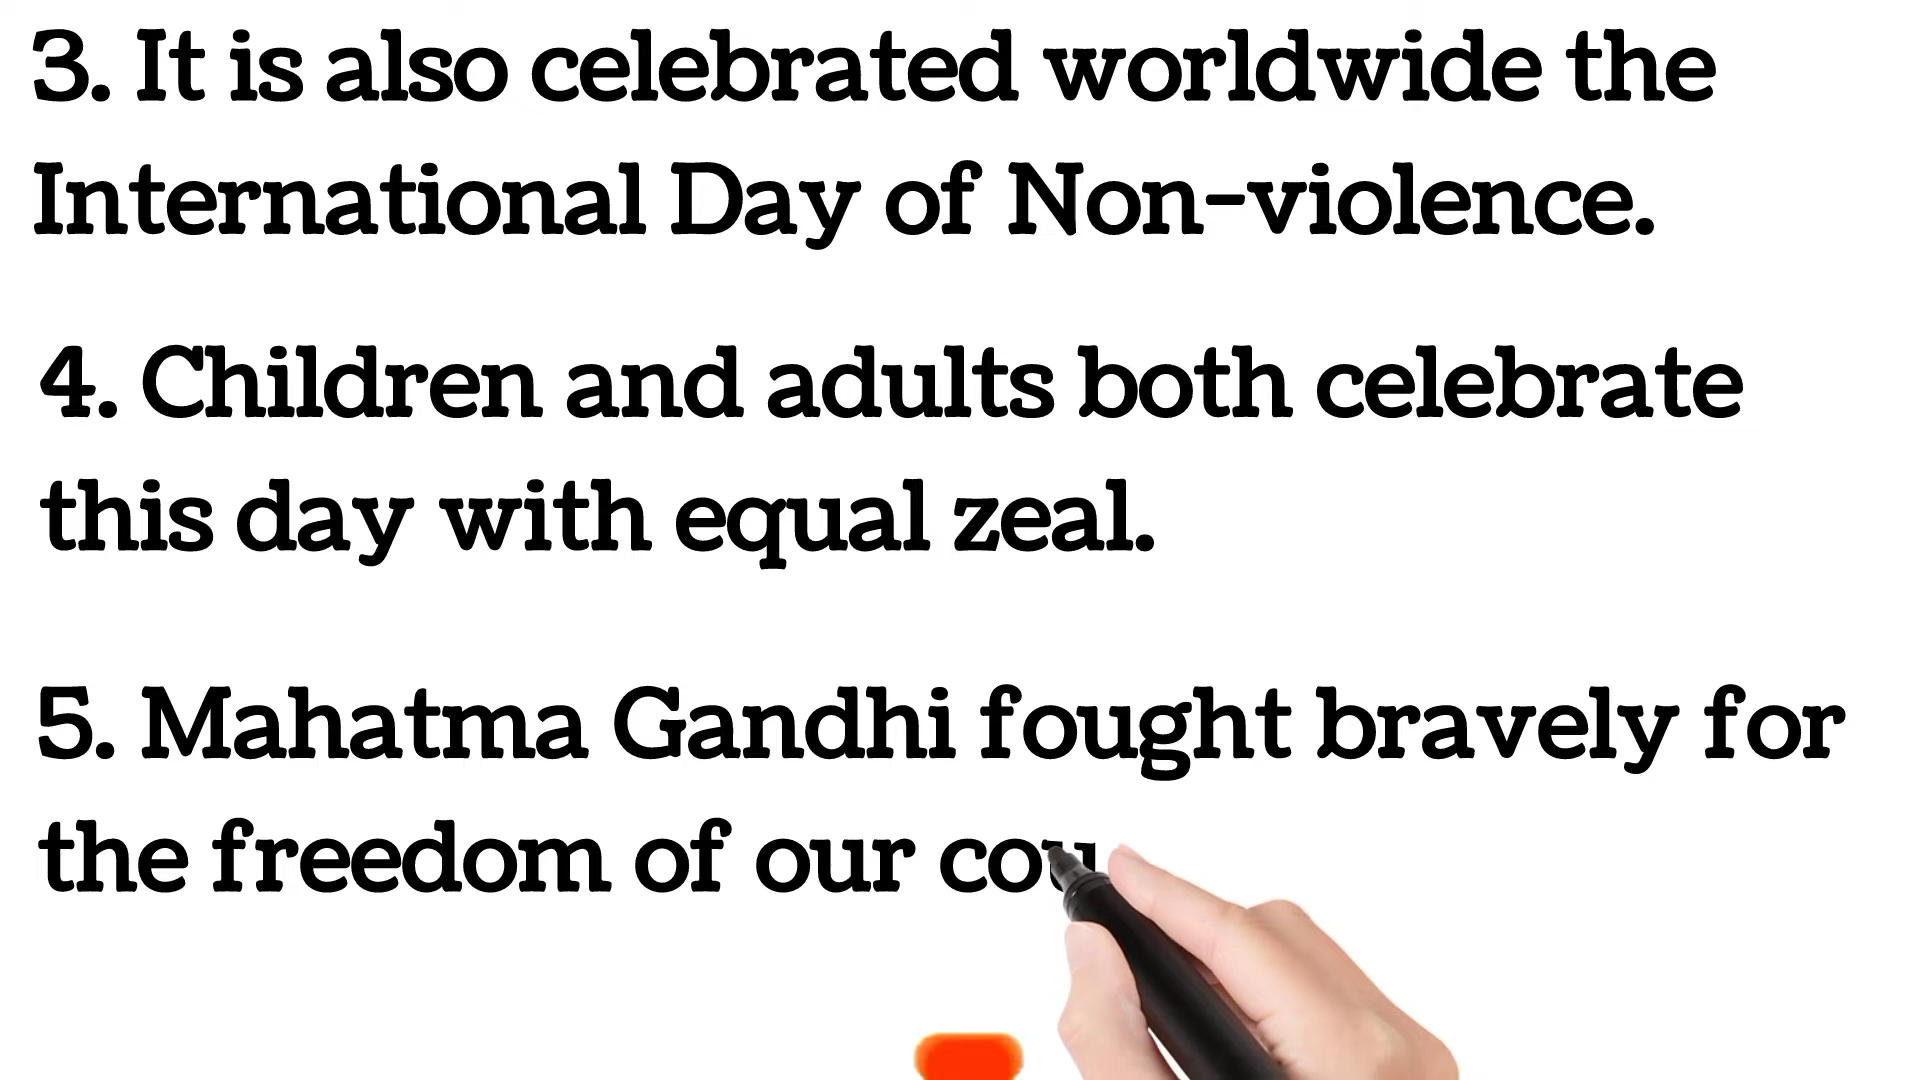 3. It is also celebrated worldwide the
International Day of Non-violence.
4. Children and adults both celebrate
this day with equal zeal.
5. Mahatma Gandhi fought bravely for
the freedom of our cou